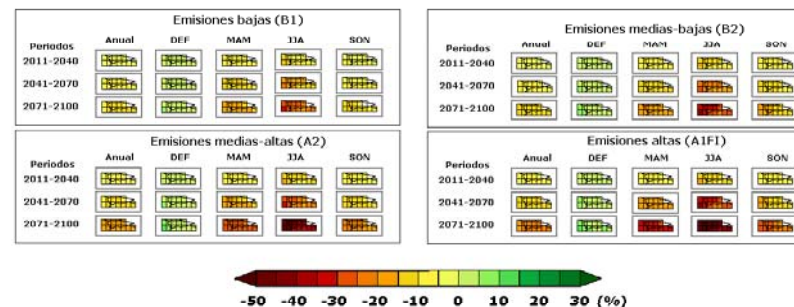 Emisiones bajas (B1)
Periodos Anual DEF MAM JJA SON
2011-2040
2041-2070
2071-2100
Emisiones medias-bajas (B2)
Periodos Anual DEF MAM JJA SON
2011-2040
2041-2070
2071-2100
Emisiones medias-altas (A2)
Periodos Anual DEF MAM JJA SON
2011-2040
2041-2070
2071-2100
Emisiones altas (A1FI)
Periodos Anual DEF MAM JJA SON
2011-2040
2041-2070
2071-2100
-50 -40 -30 -20 -10 0 10 20 30 (%)